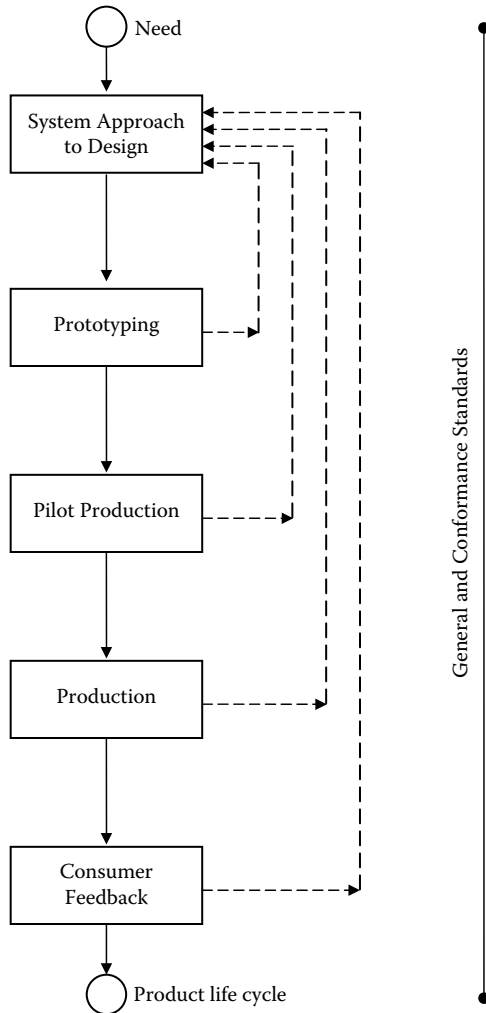 Need
System Approach
to Design
Prototyping
Pilot Production
Production
Consumer
Feedback
Product life cycle
General and Conformance Standards